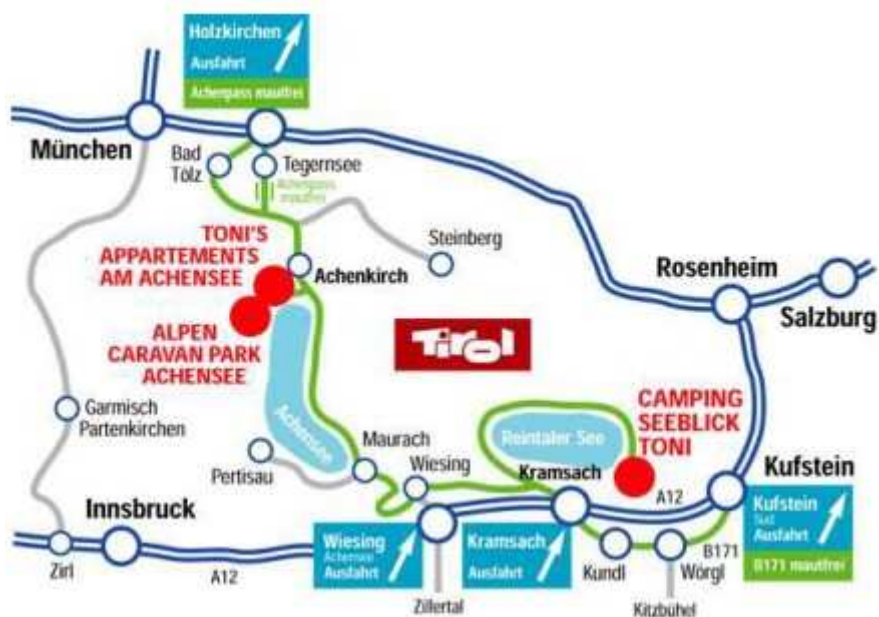 Holzkirchen
Ausfahrt
Achenpass mautfrei
München
Bad
Tölz
Tegernsee
Achenpass
mautfrei
TONI'S
APPARTEMENTS
AM ACHENSEE
Achenkirch
Steinberg
Rosenheim
Salzburg
ALPEN
CARAVAN PARK
ACHENSEE
Tirol
Garmisch
Partenkirchen
Achensee
CAMPING
SEEBLICK
TONI
Reintaler See
Maurach
Wiesing
Pertisau
Kramsach
Kufstein
A12
Innsbruck
Zirl
A12
Wiesing
Achensee
Ausfahrt
Kramsach
Ausfahrt
Kufstein
Süd
Ausfahrt
B171 mautfrei
B171
Kundl
Wörgl
Zillertal
Kitzbühel